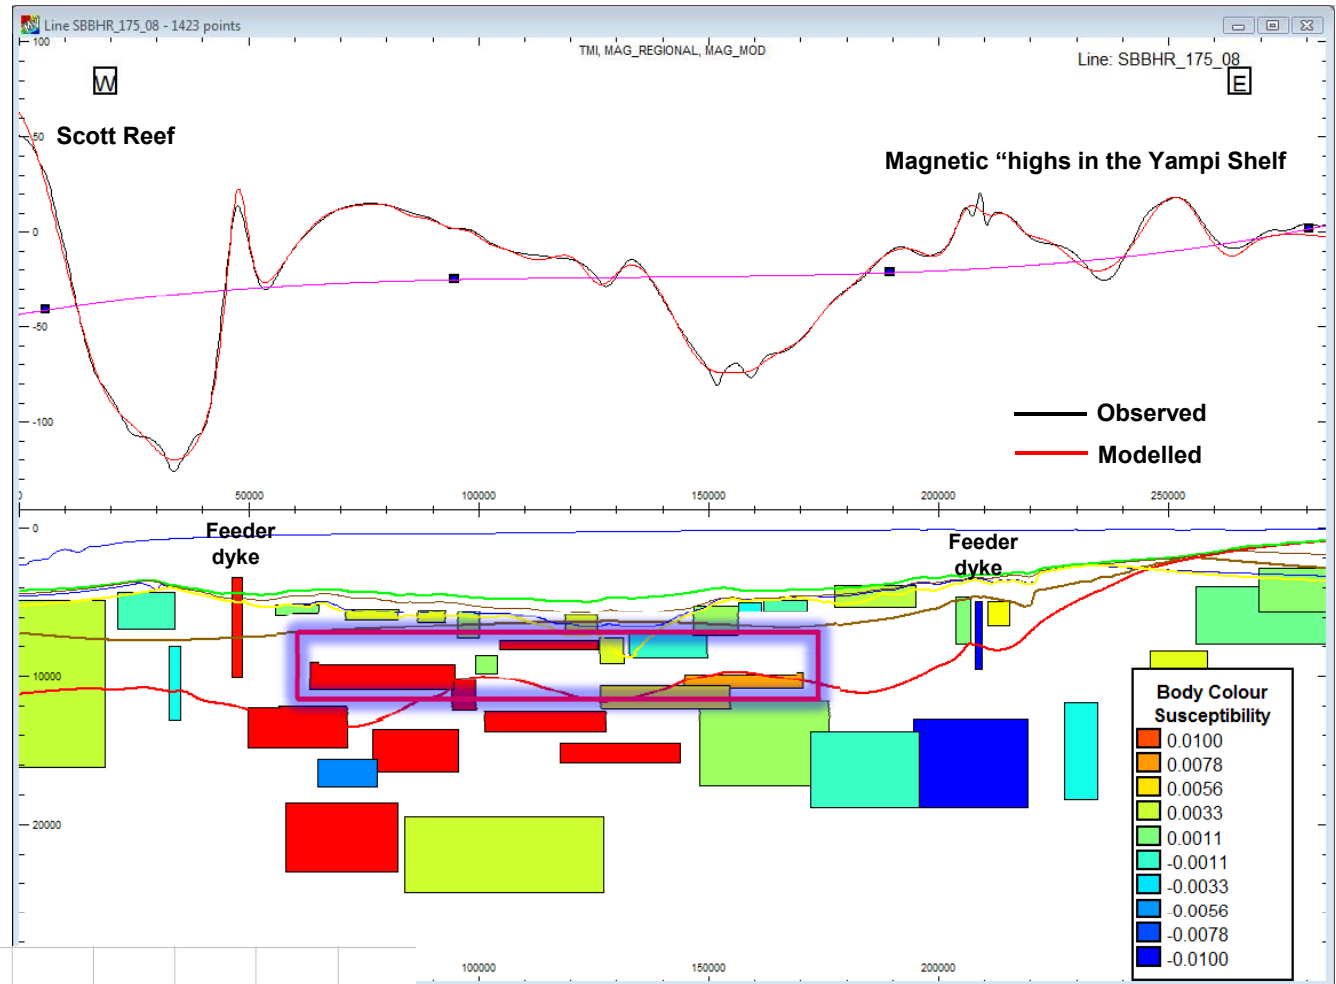 Line SBBHR_175_08 - 1423 points
100
TMI, MAG_REGIONAL, MAG_MOD
Line: SBBHR_175_08
W
E
Scott Reef
50
Magnetic “highs in the Yampi Shelf
0
-50
Observed
-100
Modelled
0 50000 100000 150000 200000 250000
0
Feeder
dyke
Feeder
dyke
10000
Body Colour
Susceptibility
0.0100
0.0078
0.0056
0.0033
0.0011
-0.0011
-0.0033
-0.0056
-0.0078
-0.0100
20000
100000 150000 200000